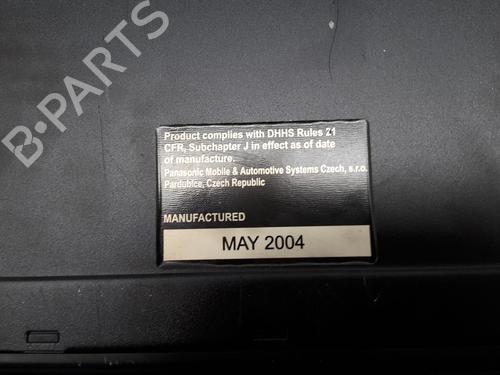 B-PARTS
Product complies with DHHS Rules 21
CFR, Subchapter J in effect as of date
of manufacture.
Panasonic Mobile & Automotive Systems Czech, s.r.o.
Pardubice, Czech Republic
MANUFACTURED
MAY 2004